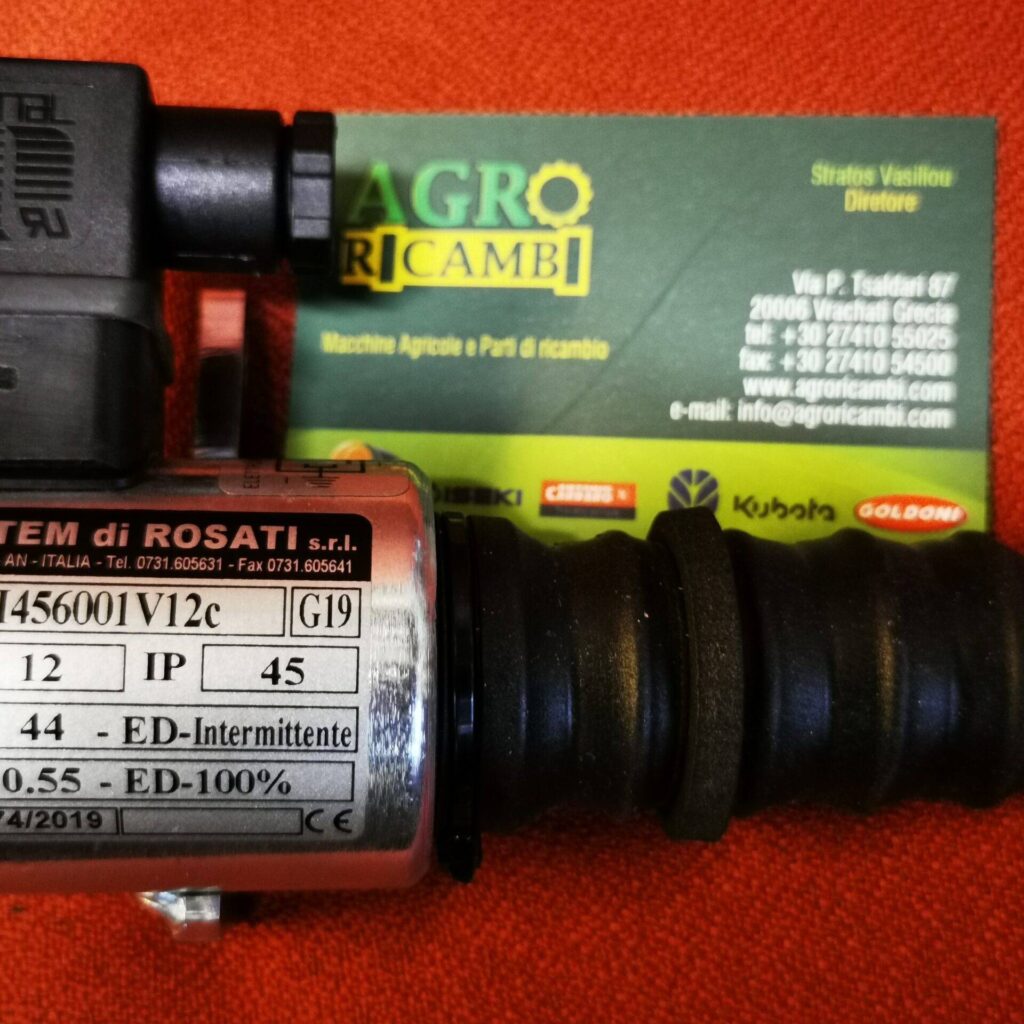 AGRO
RICAMBI
Macchine Agricole e Parti di ricambio
Stratos Vasiliou
Diretore
Via P. Tsaldari 87
20006 Vrachati Grecia
tel: +30 27410 55025
fax: +30 27410 54500
www.agroricambi.com
e-mail: info@agroricambi.com
ISEKI
Kubota
GOLDONI
TEM di ROSATI s.r.l.
AN - ITALIA - Tel. 0731.605631 - Fax 0731.605641
I456001V12c G19
12 IP 45
44 - ED-Intermittente
0.55 - ED-100%
74/2019 CE